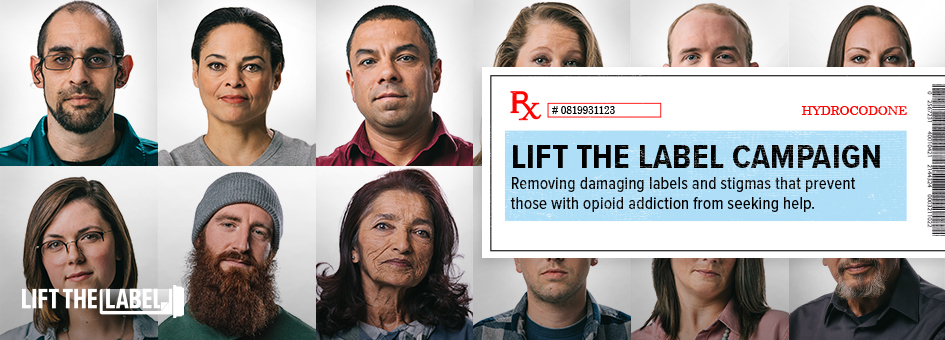 Rx
# 0819931123
HYDROCODONE
LIFT THE LABEL CAMPAIGN
Removing damaging labels and stigmas that prevent
those with opioid addiction from seeking help.
LIFT THE LABEL